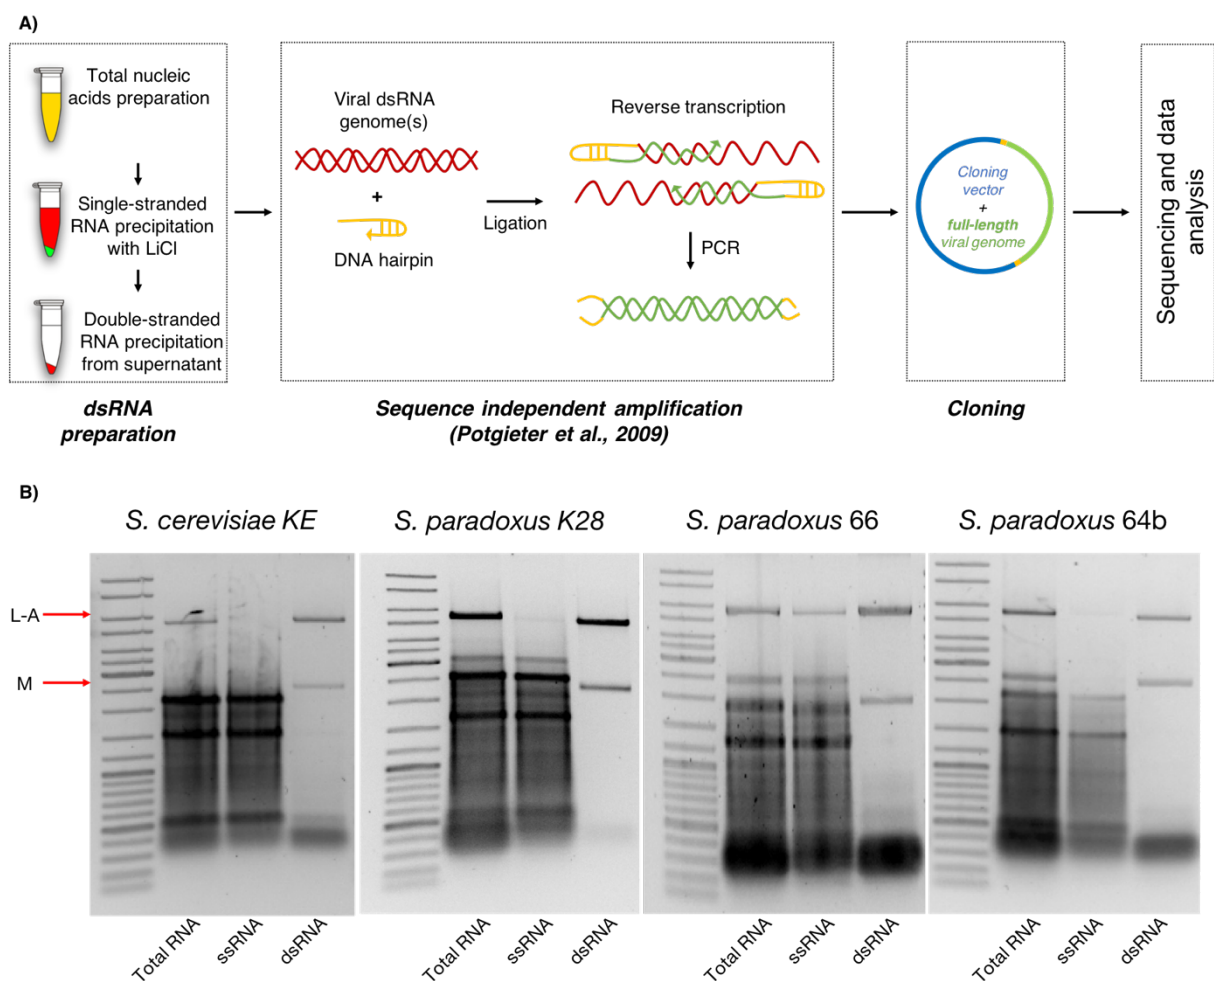 A)
Total nucleic
acids preparation
Single-stranded
RNA precipitation
with LiCl
Double-stranded
RNA precipitation
from supernatant
dsRNA
preparation
Viral dsRNA
genome(s)
+
DNA hairpin
Ligation
Reverse transcription
PCR
Sequence independent amplification
(Potgieter et al., 2009)
Cloning
vector
+
full-length
viral genome
Cloning
Sequencing and data
analysis
B)
S. cerevisiae KE
S. paradoxus K28
S. paradoxus 66
S. paradoxus 64b
L-A
M
Total RNA
ssRNA
dsRNA
Total RNA
ssRNA
dsRNA
Total RNA
ssRNA
dsRNA
Total RNA
ssRNA
dsRNA